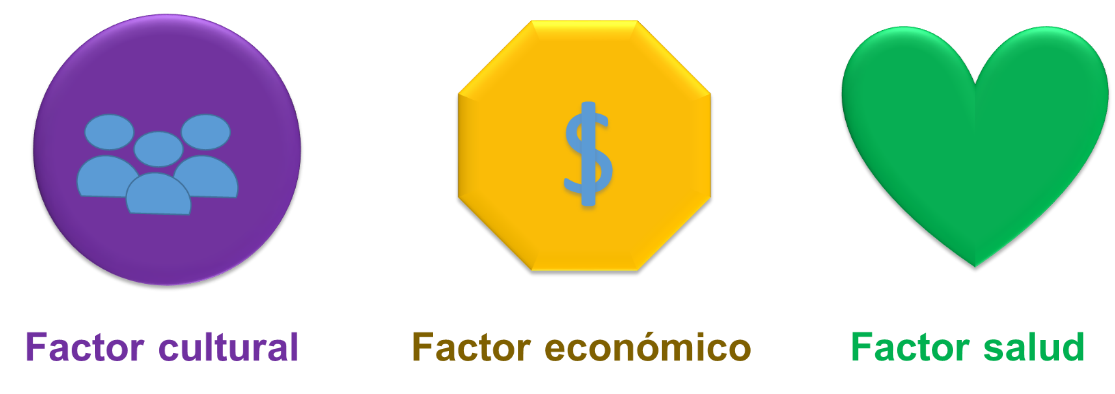 $
Factor cultural
Factor económico
Factor salud